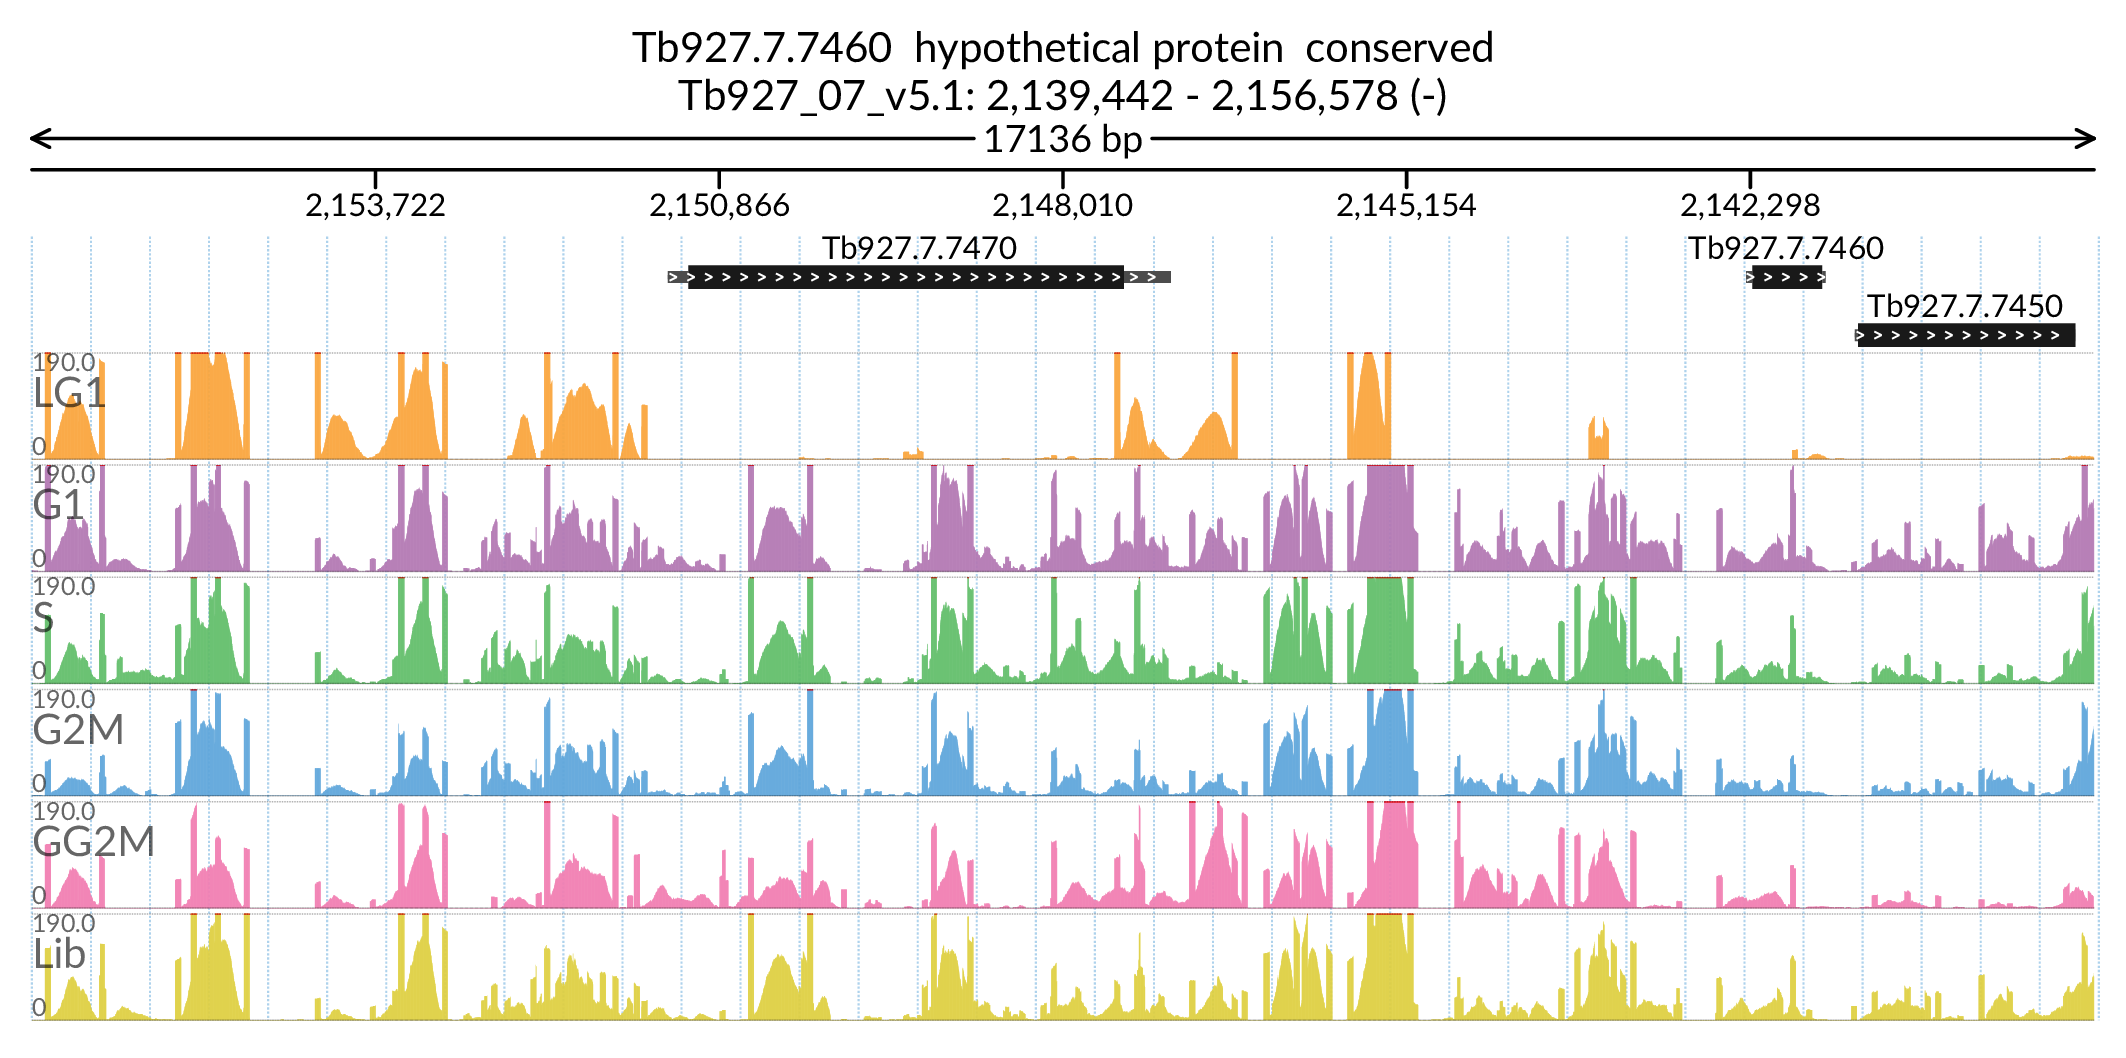 Tb927.7.7460 hypothetical protein conserved
Tb927_07_v5.1: 2,139,442 - 2,156,578 (-)
17136 bp
2,153,722 2,150,866 2,148,010 2,145,154 2,142,298
Tb927.7.7470 Tb927.7.7460
Tb927.7.7450
190.0
LG1
0
190.0
G1
0
190.0
S
0
190.0
G2M
0
190.0
GG2M
0
190.0
Lib
0